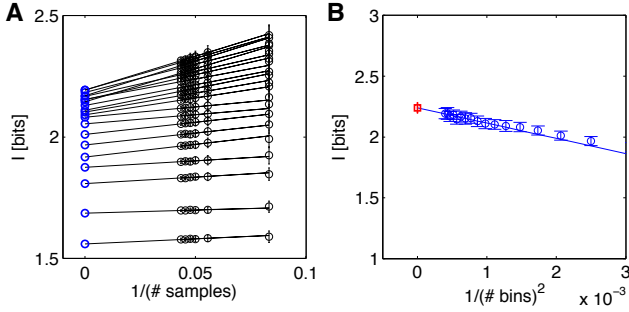 A
I [bits]
2.5
2
1.5
0
0.05
0.1
1/(# samples)
B
I [bits]
3
2.5
2
1.5
1
0
1
2
3
1/(# bins)²
x 10⁻³